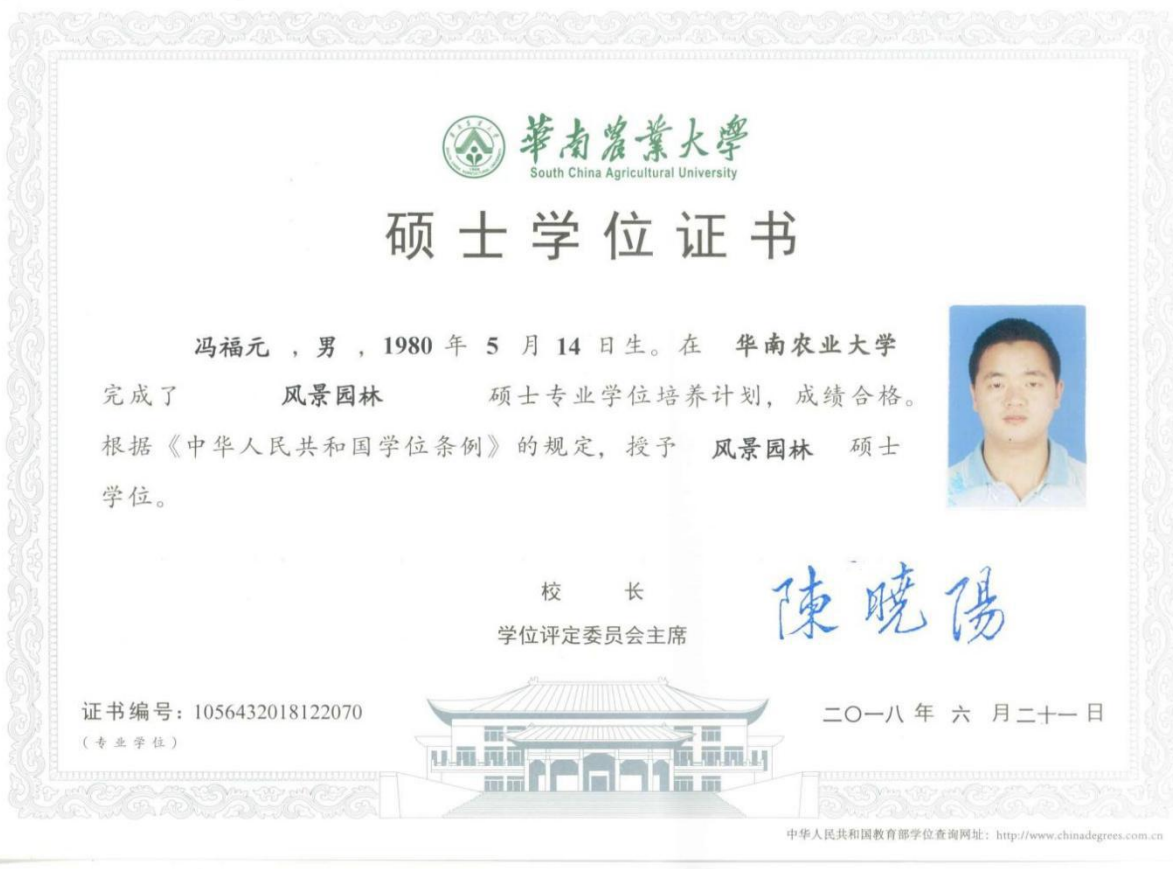 華南農業大學
South China Agricultural University
硕士学位证书
冯福元 ，男 ，1980 年 5 月 14 日生。在 华南农业大学
完成了 风景园林 硕士专业学位培养计划，成绩合格。
根据《中华人民共和国学位条例》的规定，授予 风景园林 硕士
学位。
校 长
学位评定委员会主席
陳曉陽
证书编号：1056432018122070
（专业学位）
二〇一八 年 六 月二十一 日
中华人民共和国教育部学位查询网址：http://www.chinadegrees.com.cn